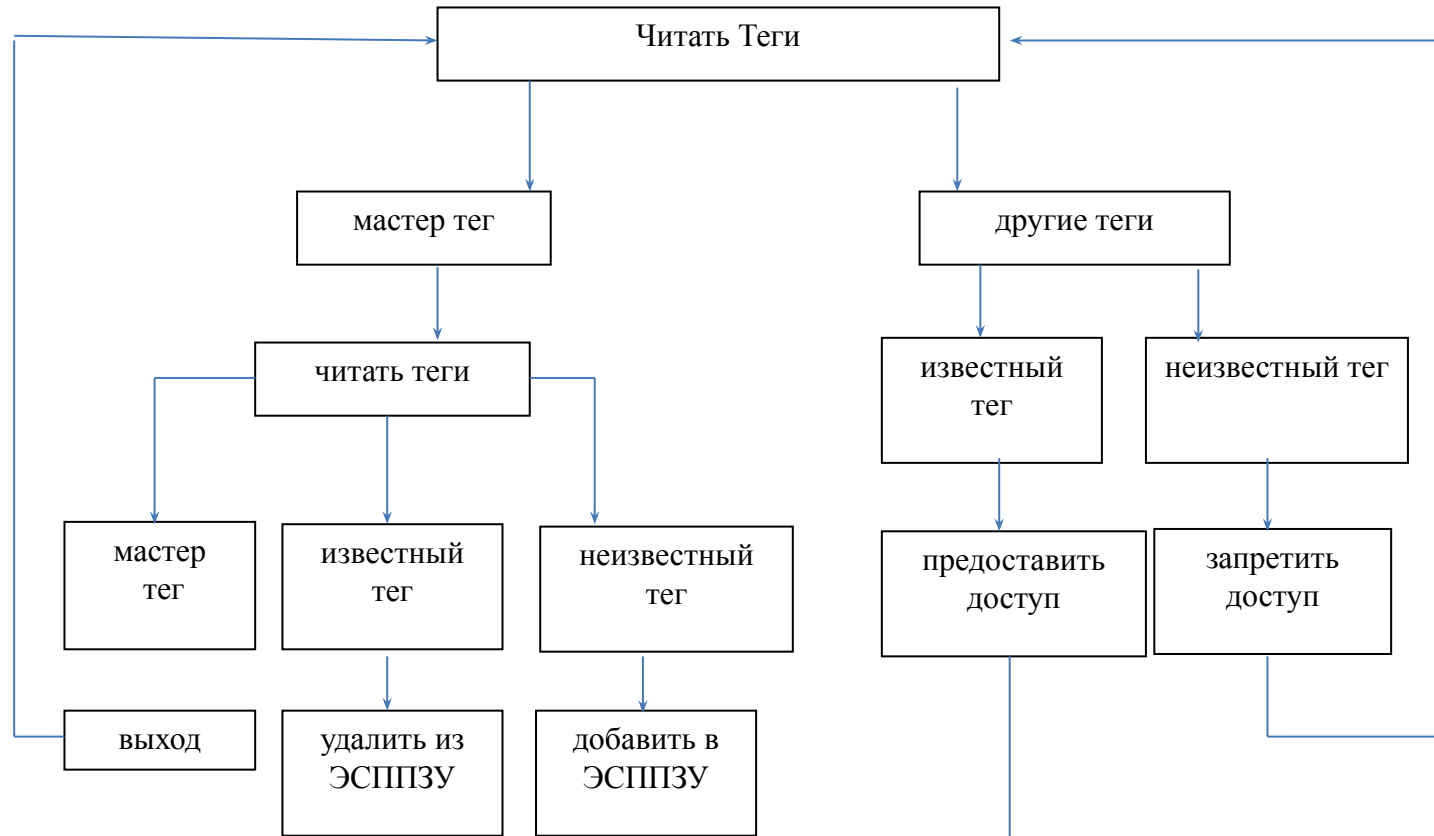 Читать Теги
мастер тег
другие теги
читать теги
известный
тег
неизвестный тег
мастер
тег
известный
тег
неизвестный
тег
предоставить
доступ
запретить
доступ
выход
удалить из
ЭСППЗУ
добавить в
ЭСППЗУ